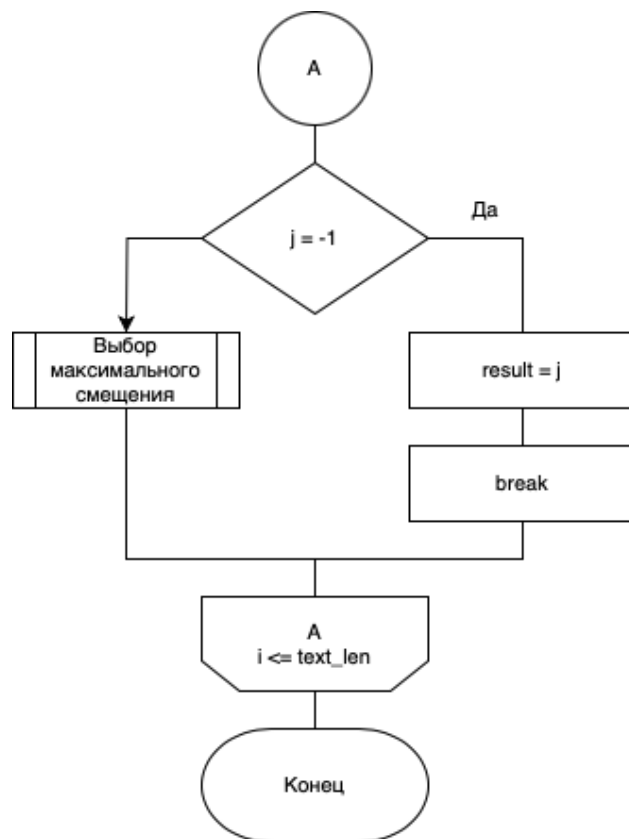 A
j = -1
Да
Выбор
максимального
смещения
result = j
break
A
i <= text_len
Конец